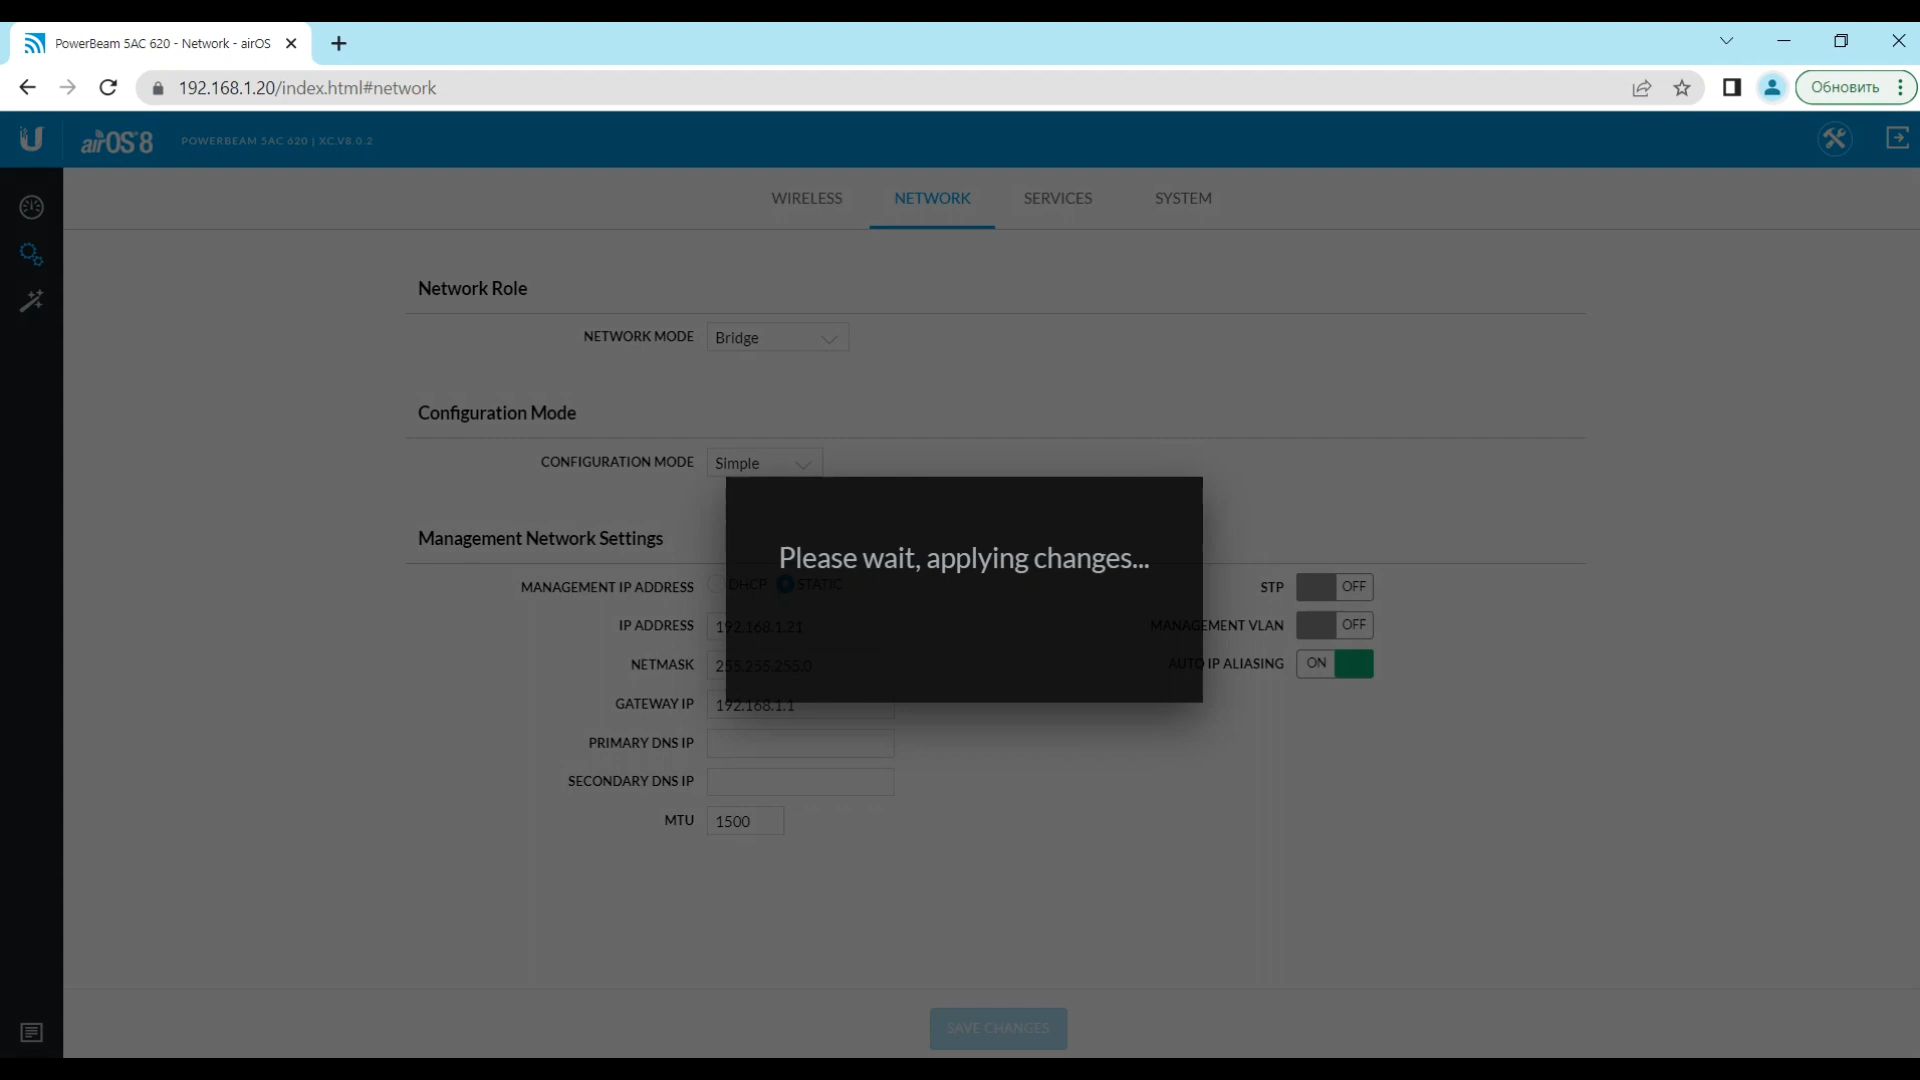 PowerBeam 5AC 620 - Network - airOS
192.168.1.20/index.html#network
Обновить
U airOS 8 POWERBEAM 5AC 620 | XC.V8.0.2
WIRELESS NETWORK SERVICES SYSTEM
Network Role
NETWORK MODE Bridge
Configuration Mode
CONFIGURATION MODE Simple
Management Network Settings
Please wait, applying changes...
MANAGEMENT IP ADDRESS DHCP STATIC STP OFF
IP ADDRESS 192.168.1.21 MANAGEMENT VLAN OFF
NETMASK 255.255.255.0 AUTO IP ALIASING ON
GATEWAY IP 192.168.1.1
PRIMARY DNS IP
SECONDARY DNS IP
MTU 1500
SAVE CHANGES